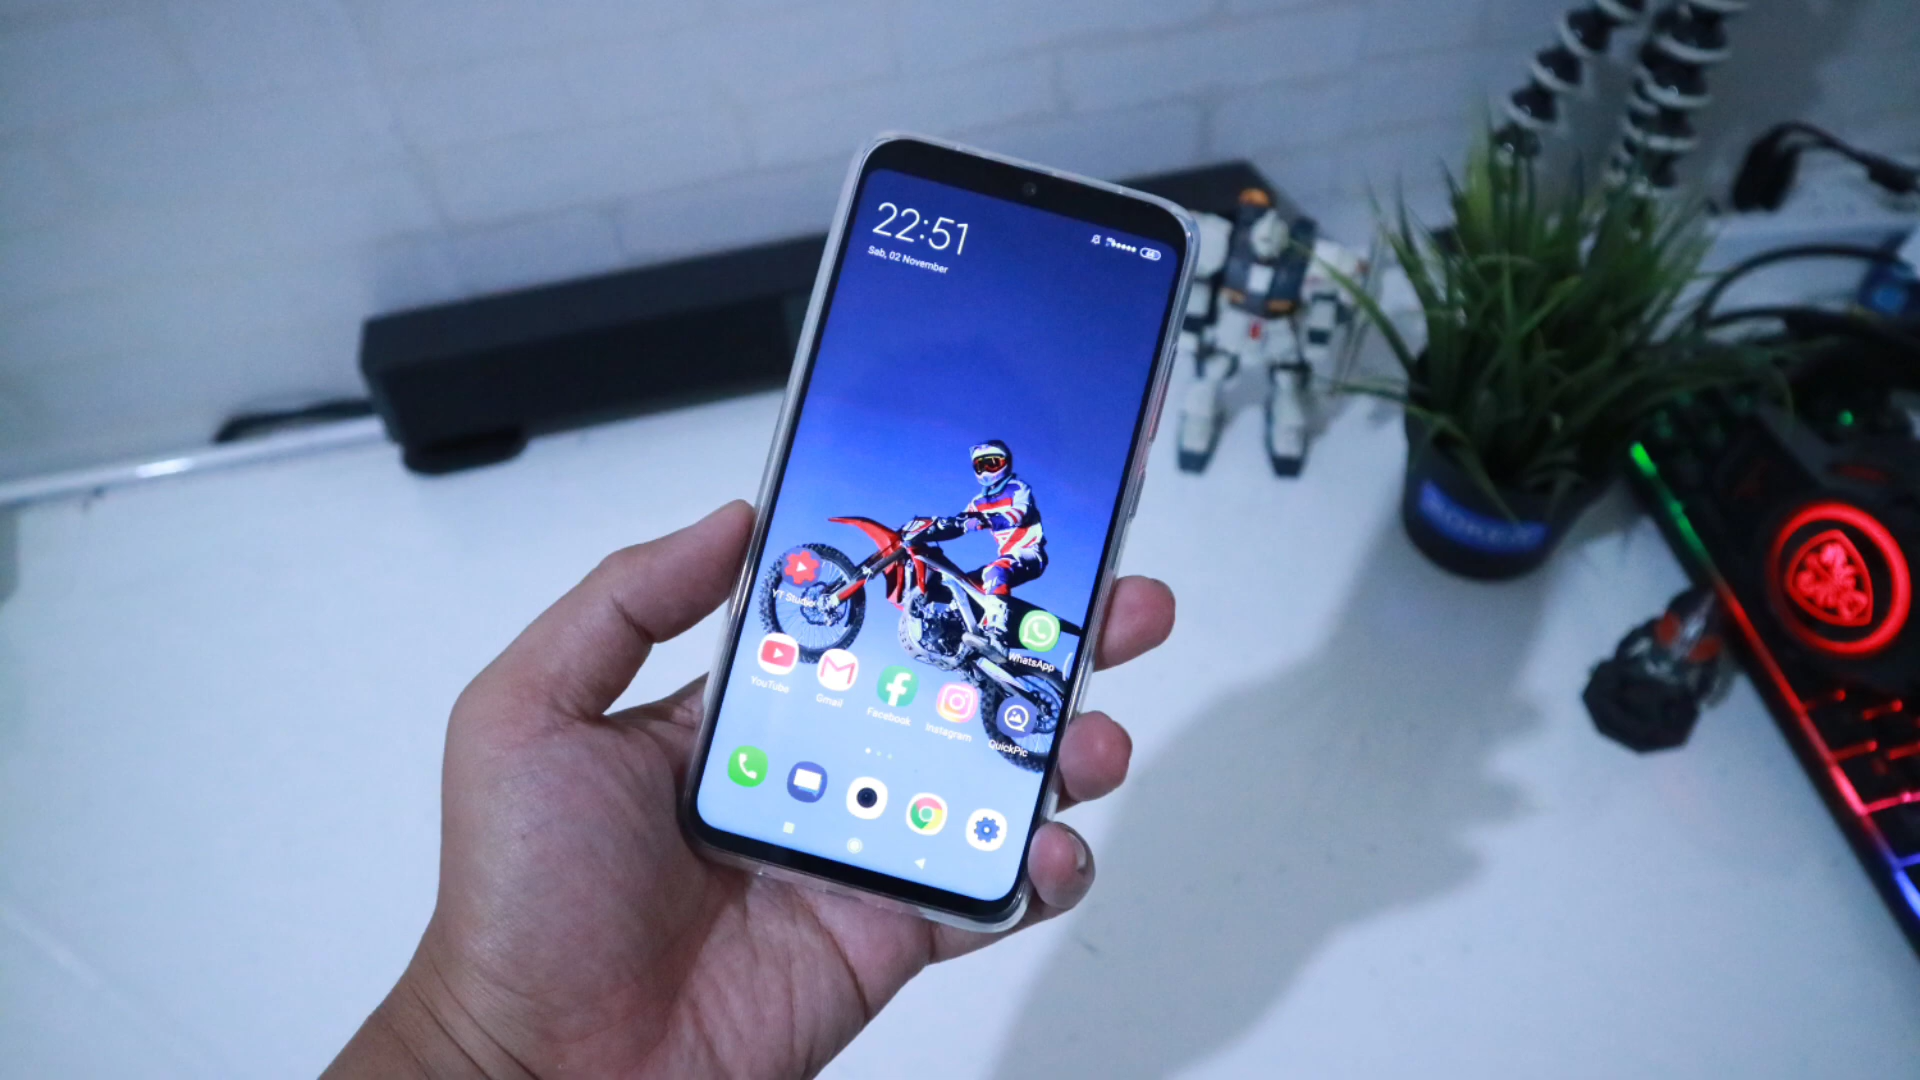 22:51
Sab, 02 November
YT Studio
WhatsApp
YouTube
Gmail
Facebook
Instagram
QuickPic